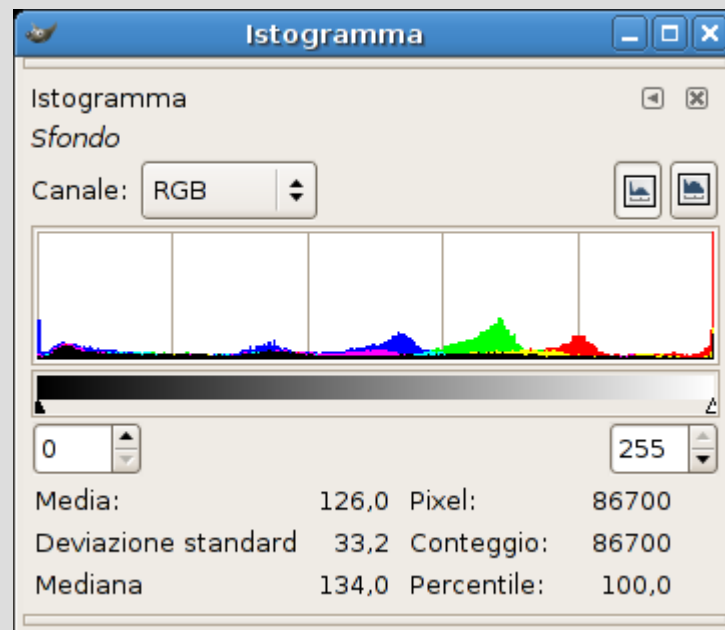 Istogramma
Istogramma
Sfondo
Canale: RGB
0 255
Media: 126,0 Pixel: 86700
Deviazione standard 33,2 Conteggio: 86700
Mediana 134,0 Percentile: 100,0